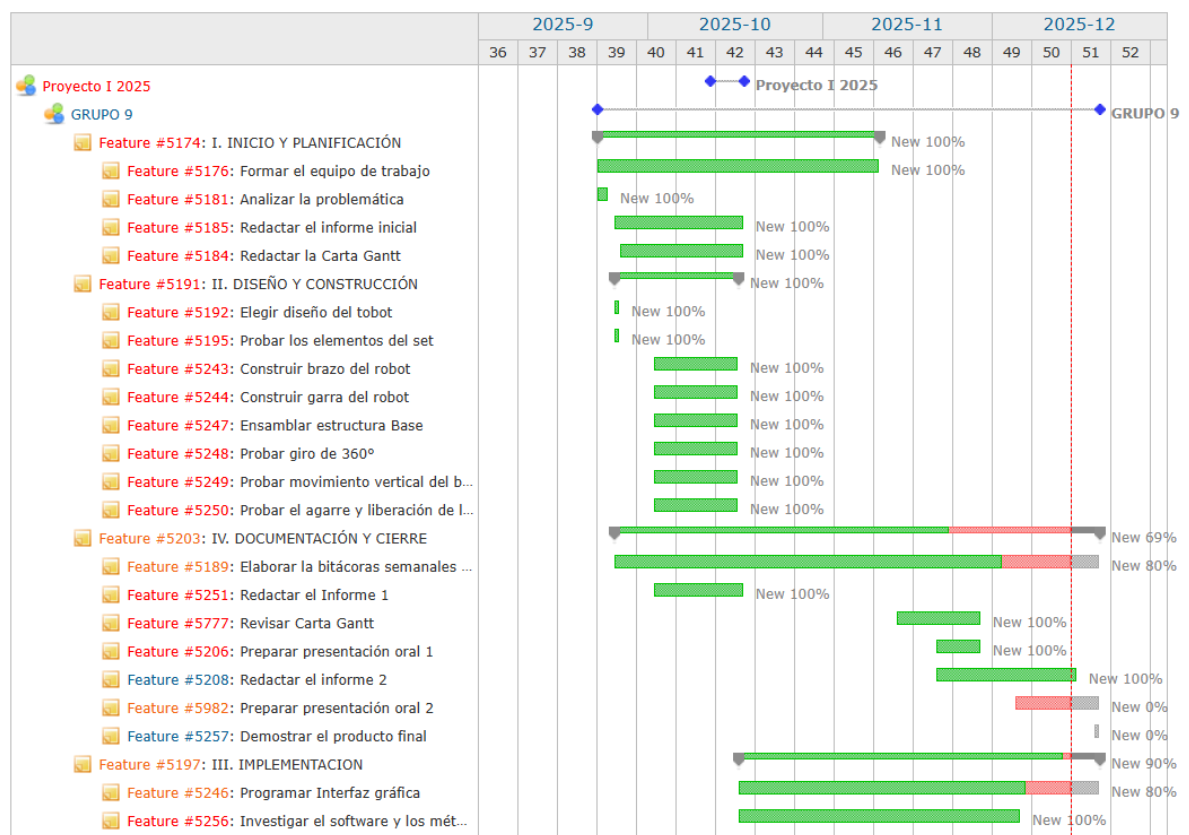 2025-9 2025-10 2025-11 2025-12
36 37 38 39 40 41 42 43 44 45 46 47 48 49 50 51 52
Proyecto I 2025 Proyecto I 2025
GRUPO 9 GRUPO 9
Feature #5174: I. INICIO Y PLANIFICACIÓN New 100%
Feature #5176: Formar el equipo de trabajo New 100%
Feature #5181: Analizar la problemática New 100%
Feature #5185: Redactar el informe inicial New 100%
Feature #5184: Redactar la Carta Gantt New 100%
Feature #5191: II. DISEÑO Y CONSTRUCCIÓN New 100%
Feature #5192: Elegir diseño del tobot New 100%
Feature #5195: Probar los elementos del set New 100%
Feature #5243: Construir brazo del robot New 100%
Feature #5244: Construir garra del robot New 100%
Feature #5247: Ensamblar estructura Base New 100%
Feature #5248: Probar giro de 360º New 100%
Feature #5249: Probar movimiento vertical del b... New 100%
Feature #5250: Probar el agarre y liberación de l... New 100%
Feature #5203: IV. DOCUMENTACIÓN Y CIERRE New 69%
Feature #5189: Elaborar la bitácoras semanales ... New 80%
Feature #5251: Redactar el Informe 1 New 100%
Feature #5777: Revisar Carta Gantt New 100%
Feature #5206: Preparar presentación oral 1 New 100%
Feature #5208: Redactar el informe 2 New 100%
Feature #5982: Preparar presentación oral 2 New 0%
Feature #5257: Demostrar el producto final New 0%
Feature #5197: III. IMPLEMENTACION New 90%
Feature #5246: Programar Interfaz gráfica New 80%
Feature #5256: Investigar el software y los mét... New 100%